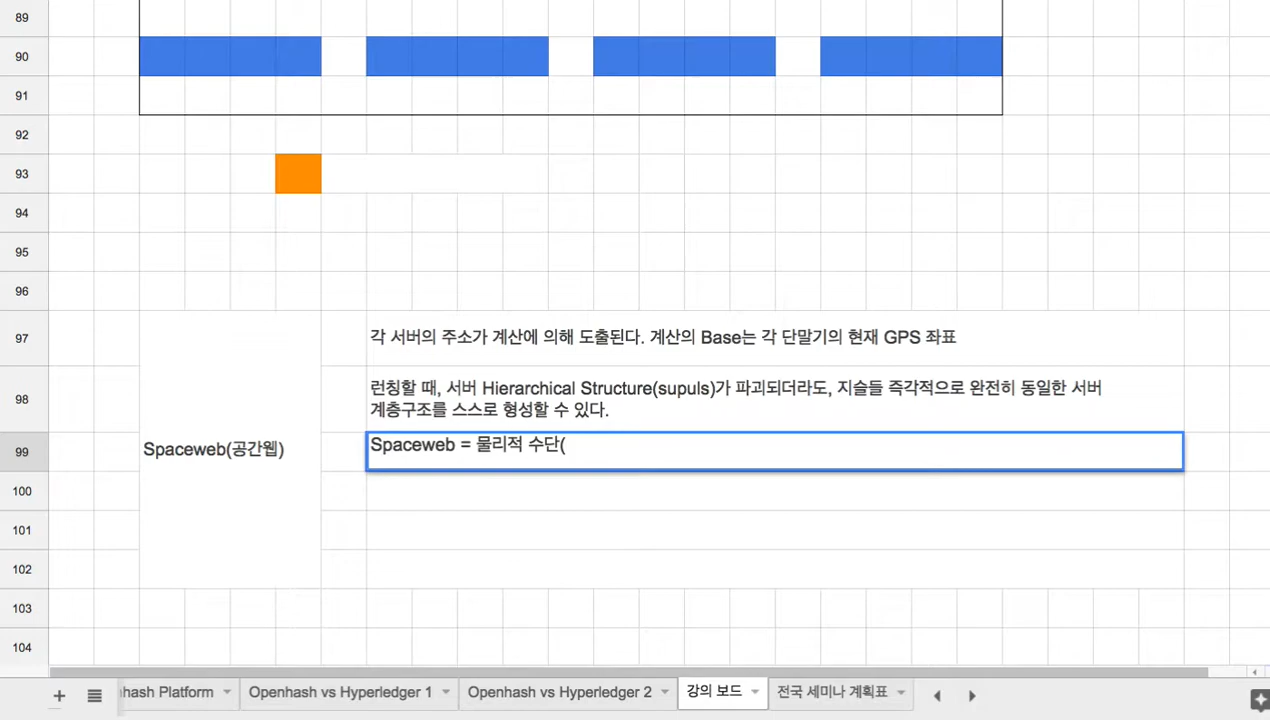 89
90
91
92
93
94
95
96
97
각 서버의 주소가 계산에 의해 도출된다. 계산의 Base는 각 단말기의 현재 GPS 좌표
98
런칭할 때, 서버 Hierarchical Structure(supuls)가 파괴되더라도, 지슬들 즉각적으로 완전히 동일한 서버
계층구조를 스스로 형성할 수 있다.
Spaceweb(공간웹)
99
Spaceweb = 물리적 수단(
100
101
102
103
104
hash Platform
Openhash vs Hyperledger 1
Openhash vs Hyperledger 2
강의 보드
전국 세미나 계획표